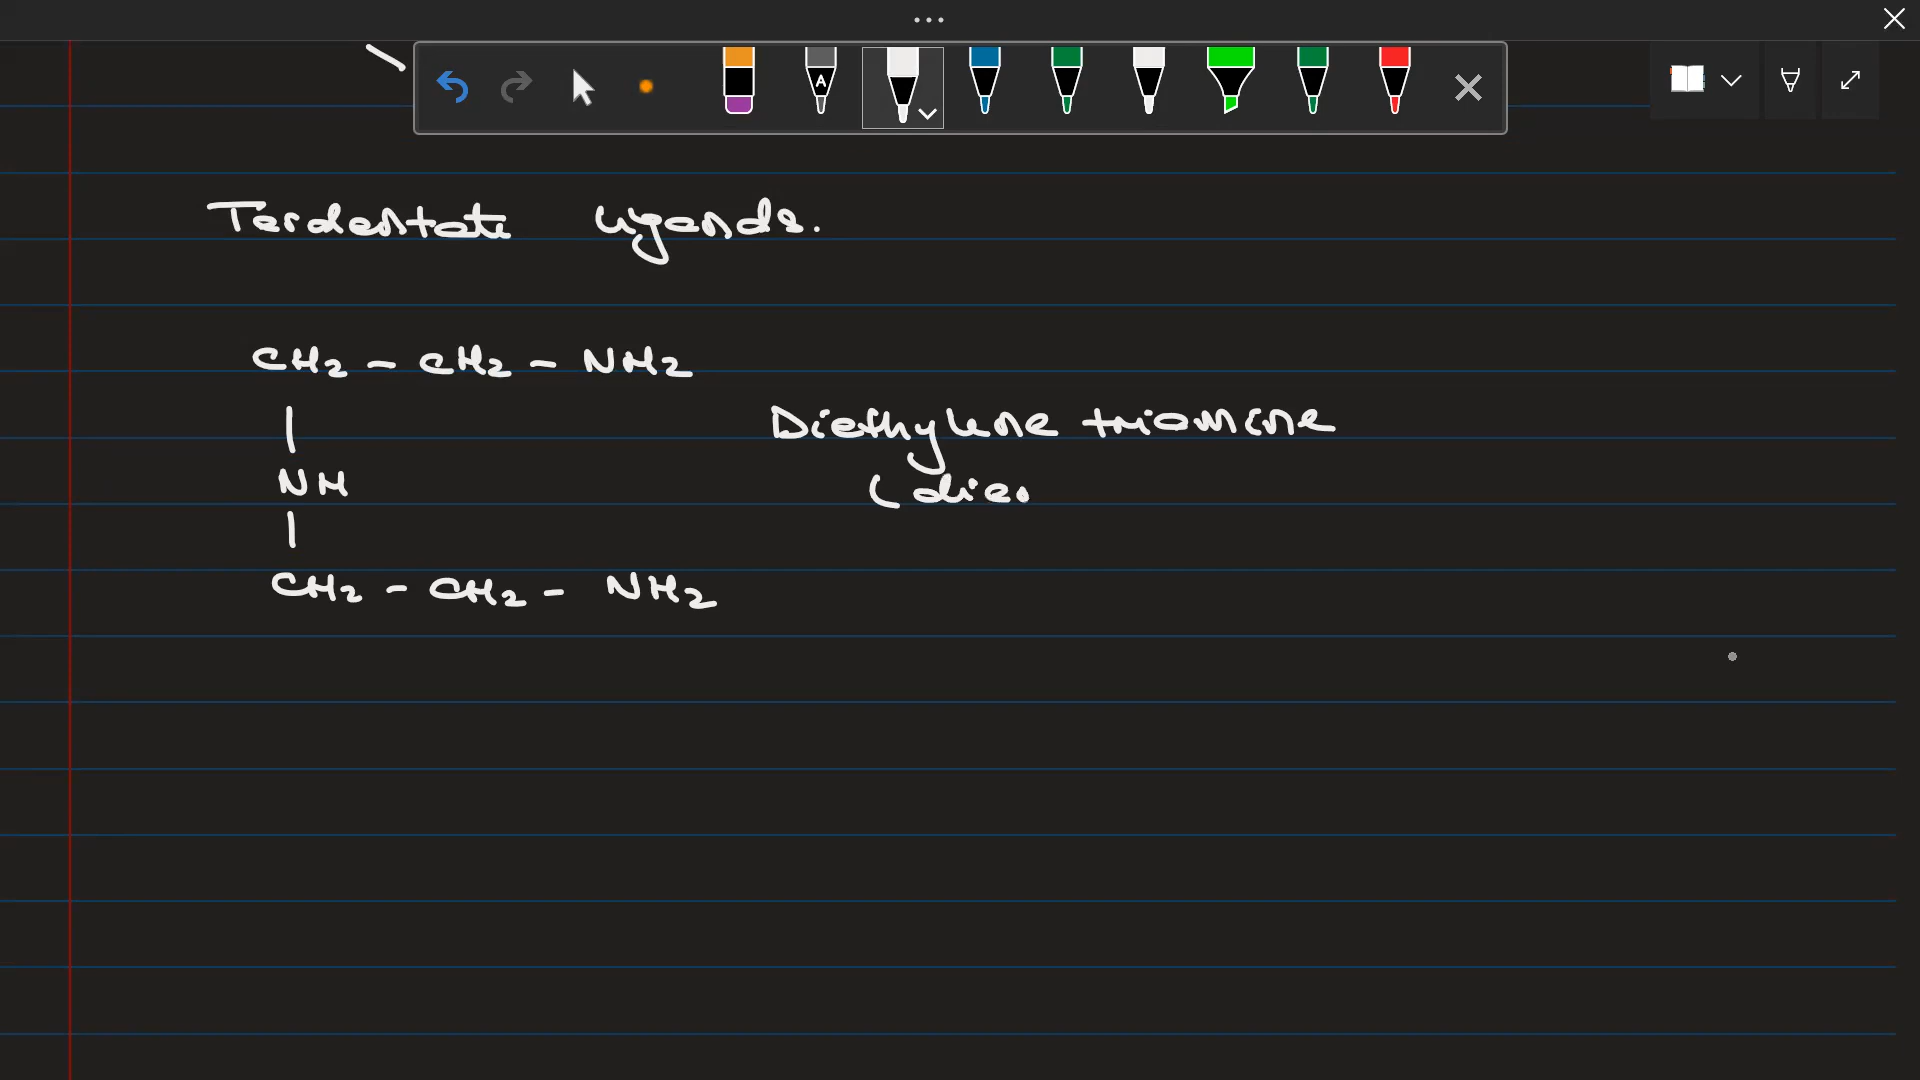 Terdentate ligands.
CH2 - CH2 - NH2
|
Diethylene triamine
NH
(dien
|
CH2 - CH2 - NH2